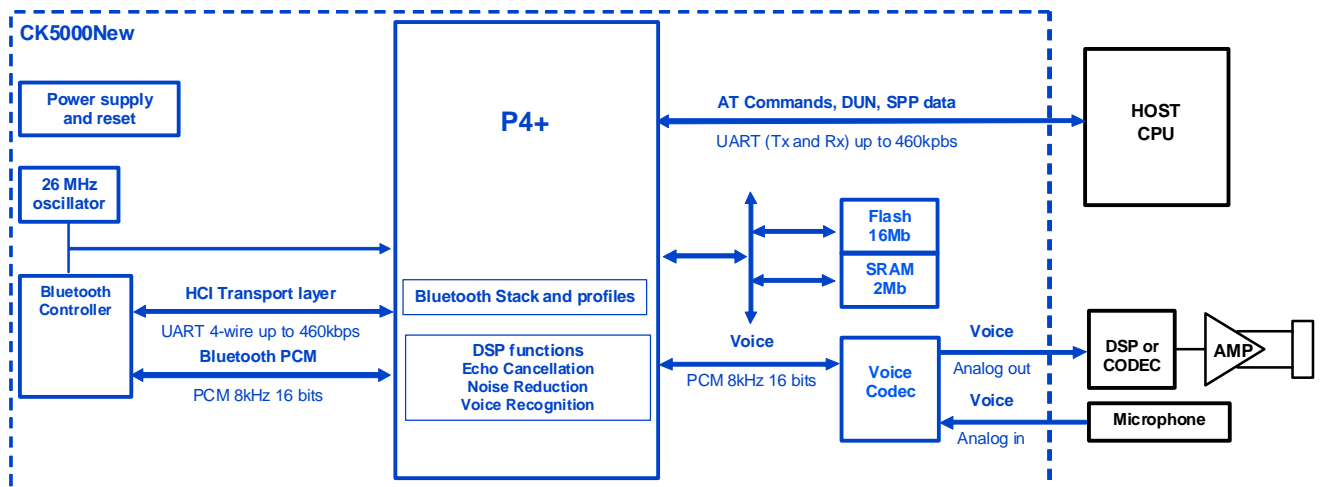 CK5000New
Power supply
and reset
26 MHz
oscillator
Bluetooth
Controller
HCI Transport layer
UART 4-wire up to 460kbps
Bluetooth PCM
PCM 8kHz 16 bits
P4+
Bluetooth Stack and profiles
DSP functions
Echo Cancellation
Noise Reduction
Voice Recognition
AT Commands, DUN, SPP data
UART (Tx and Rx) up to 460kpbs
Flash
16Mb
SRAM
2Mb
Voice
PCM 8kHz 16 bits
Voice
Codec
Voice
Analog out
Voice
Analog in
HOST
CPU
DSP or
CODEC
AMP
Microphone